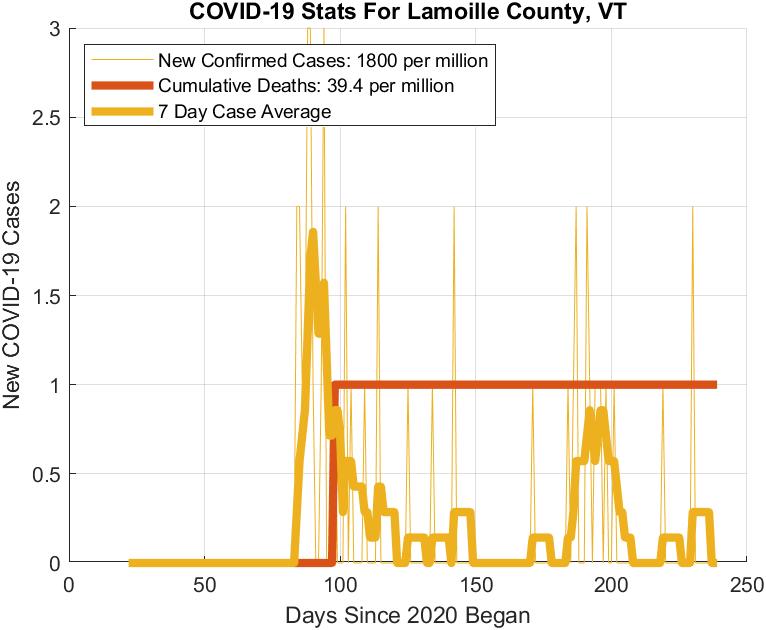 COVID-19 Stats For Lamoille County, VT
New Confirmed Cases: 1800 per million
Cumulative Deaths: 39.4 per million
7 Day Case Average
New COVID-19 Cases
3
2.5
2
1.5
1
0.5
0
0 50 100 150 200 250
Days Since 2020 Began